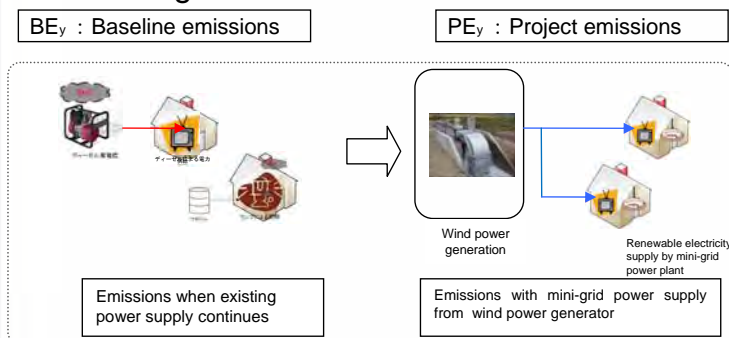 BEy : Baseline emissions
PEy : Project emissions
Wind power
generation
Renewable electricity
supply by mini-grid
power plant
Emissions when existing
power supply continues
Emissions with mini-grid power supply
from wind power generator